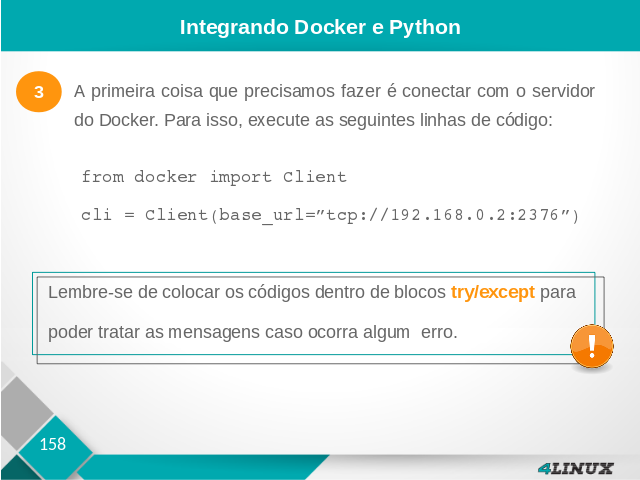 Integrando Docker e Python
3
A primeira coisa que precisamos fazer é conectar com o servidor
do Docker. Para isso, execute as seguintes linhas de código:
from docker import Client
cli = Client(base_url=”tcp://192.168.0.2:2376”)
Lembre-se de colocar os códigos dentro de blocos try/except para
poder tratar as mensagens caso ocorra algum  erro.
!
158
4LINUX